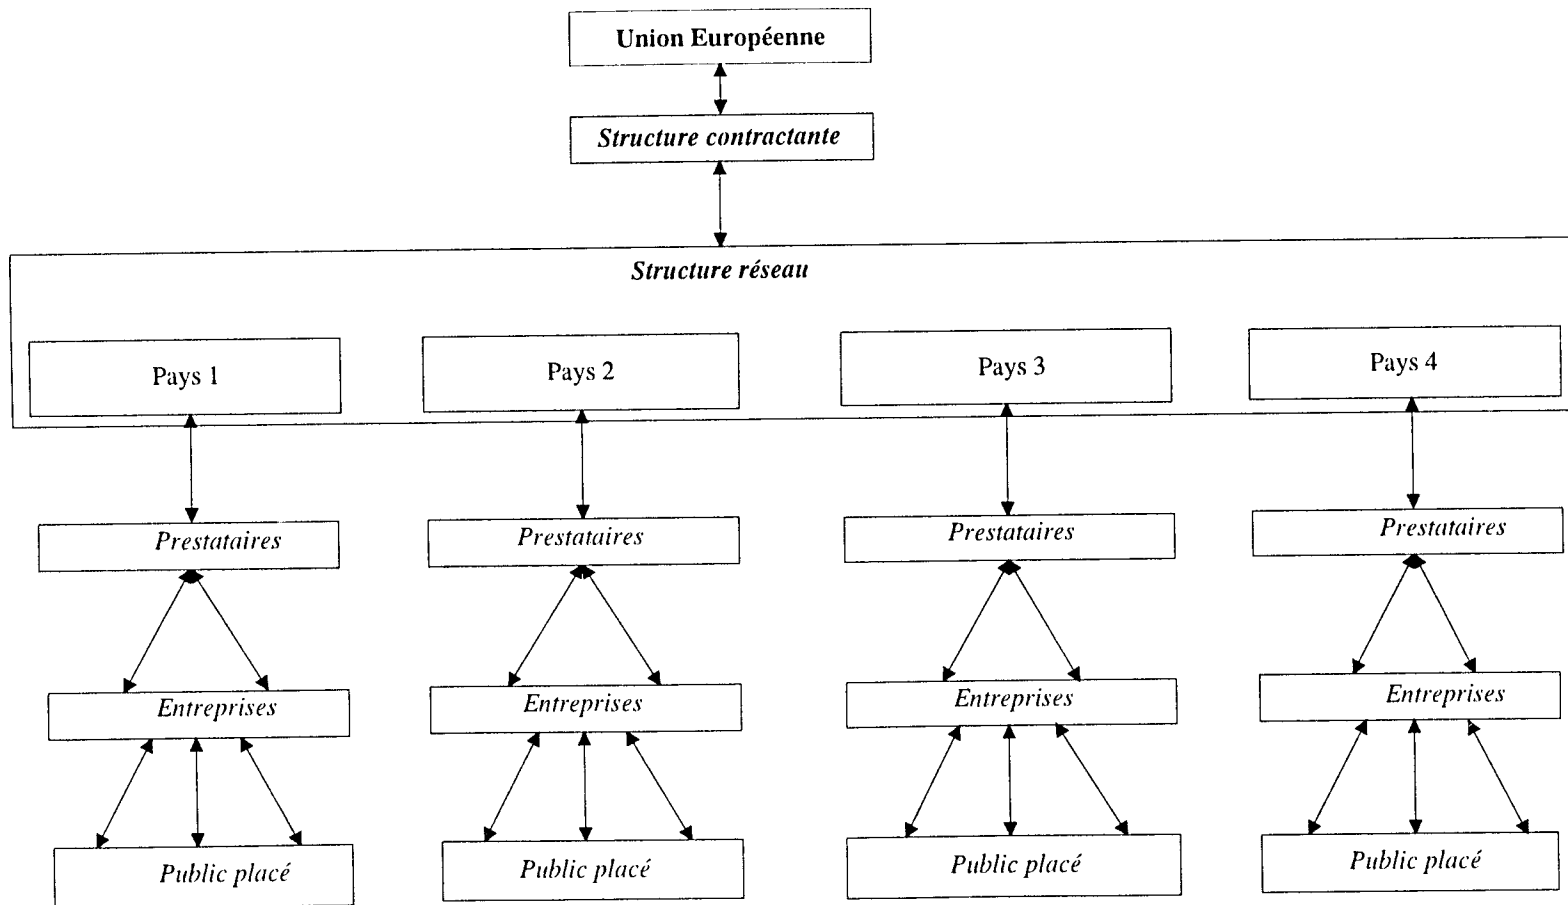 Union Européenne
Structure contractante
Structure réseau
Pays 1
Pays 2
Pays 3
Pays 4
Prestataires
Prestataires
Prestataires
Prestataires
Entreprises
Entreprises
Entreprises
Entreprises
Public placé
Public placé
Public placé
Public placé